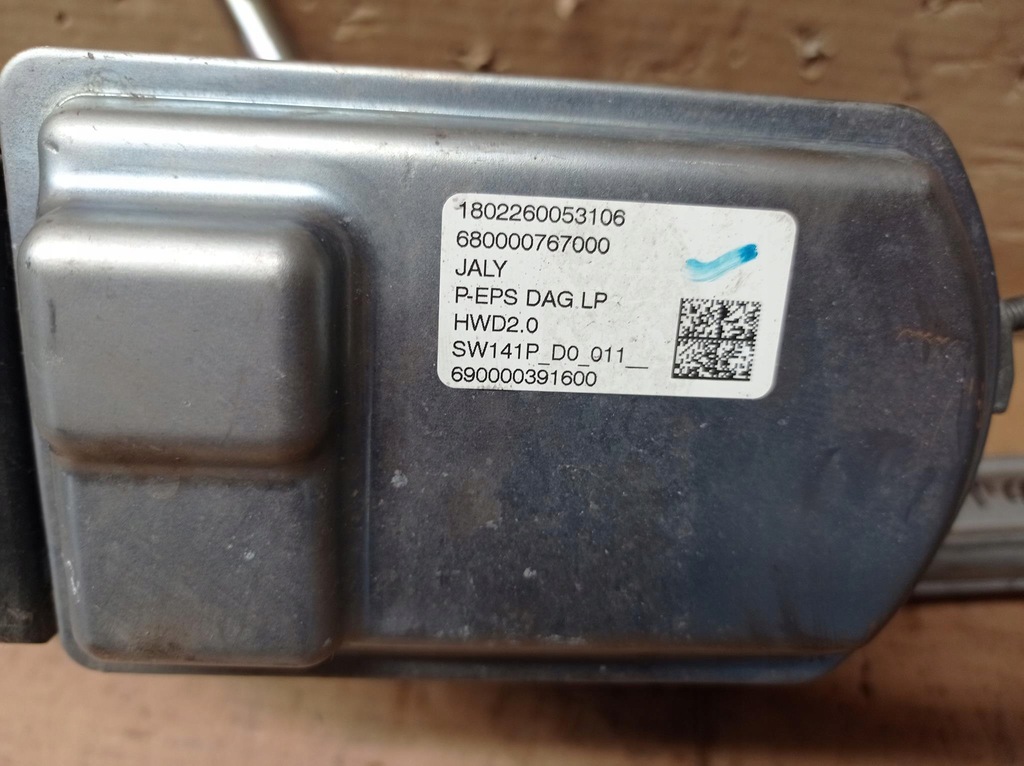 1802260053106
680000767000
JALY
P-EPS DAG LP
HWD2.0
SW141P_D0_011__
690000391600